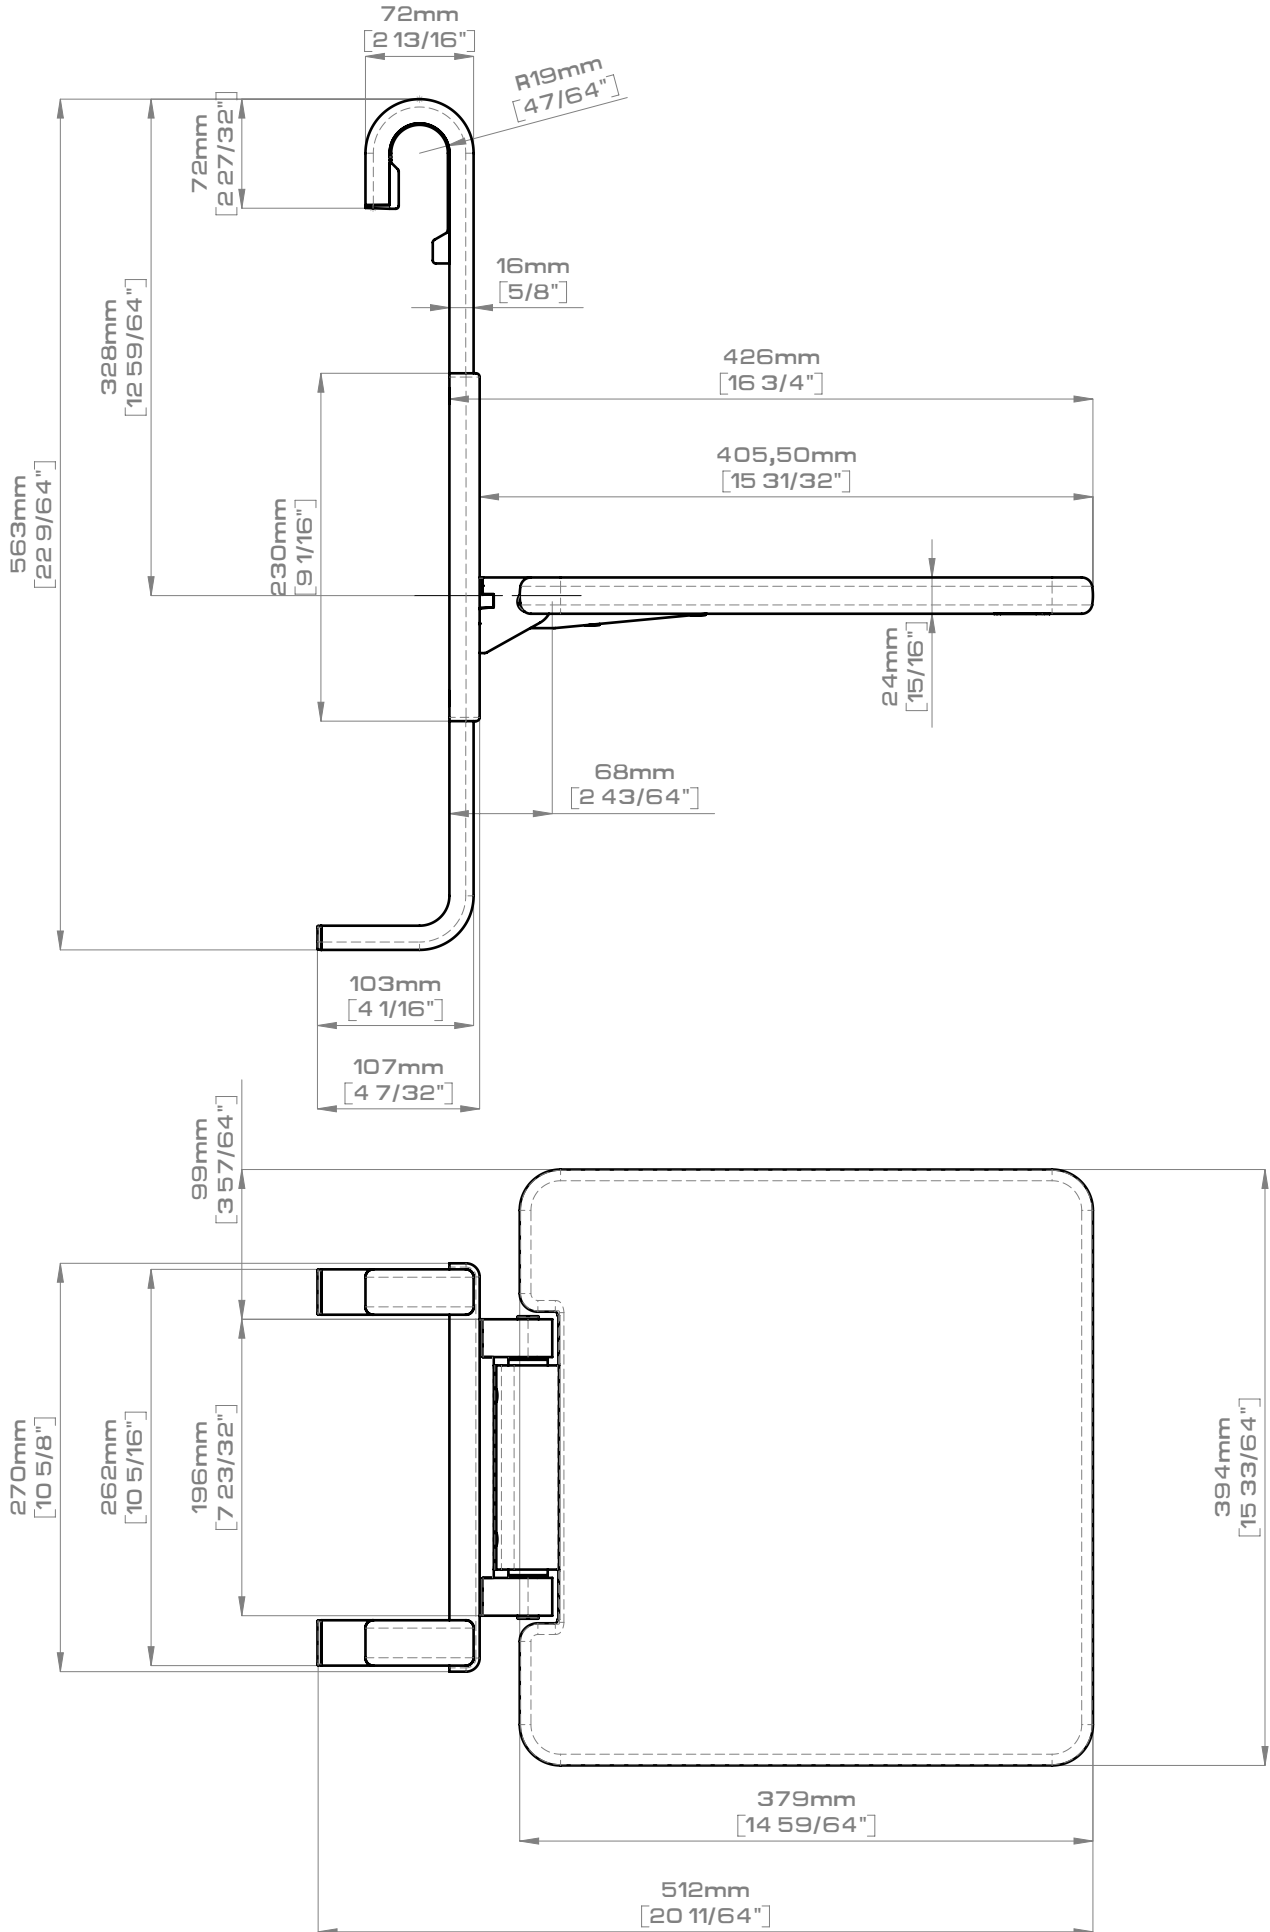 72mm
[2 13/16"]
R19mm
[47/64"]
72mm
[2 27/32"]
16mm
[5/8"]
328mm
[12 59/64"]
426mm
[16 3/4"]
405,50mm
[15 31/32"]
563mm
[22 9/64"]
230mm
[9 1/16"]
24mm
[15/16"]
68mm
[2 43/64"]
103mm
[4 1/16"]
107mm
[4 7/32"]
99mm
[3 57/64"]
270mm
[10 5/8"]
262mm
[10 5/16"]
196mm
[7 23/32"]
394mm
[15 33/64"]
379mm
[14 59/64"]
512mm
[20 11/64"]